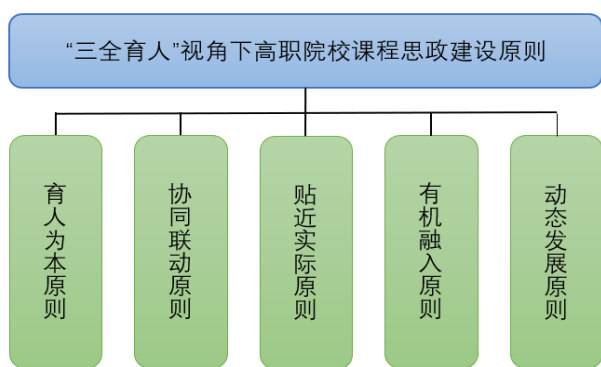 “三全育人”视角下高职院校课程思政建设原则
育人为本原则
协同联动原则
贴近实际原则
有机融入原则
动态发展原则